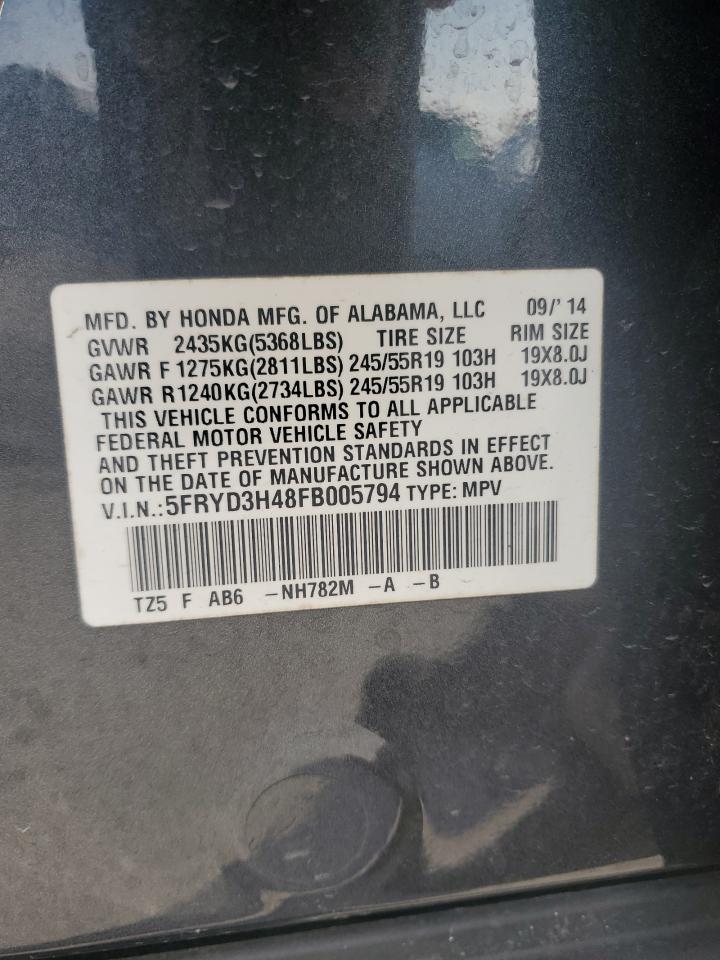 MFD. BY HONDA MFG. OF ALABAMA, LLC 09/'14
GVWR 2435KG(5368LBS) TIRE SIZE RIM SIZE
GAWR F 1275KG(2811LBS) 245/55R19 103H 19X8.0J
GAWR R1240KG(2734LBS) 245/55R19 103H 19X8.0J
THIS VEHICLE CONFORMS TO ALL APPLICABLE
FEDERAL MOTOR VEHICLE SAFETY
AND THEFT PREVENTION STANDARDS IN EFFECT
ON THE DATE OF MANUFACTURE SHOWN ABOVE.
V.I.N.:5FRYD3H48FB005794 TYPE: MPV
TZ5 F AB6 -NH782M -A -B